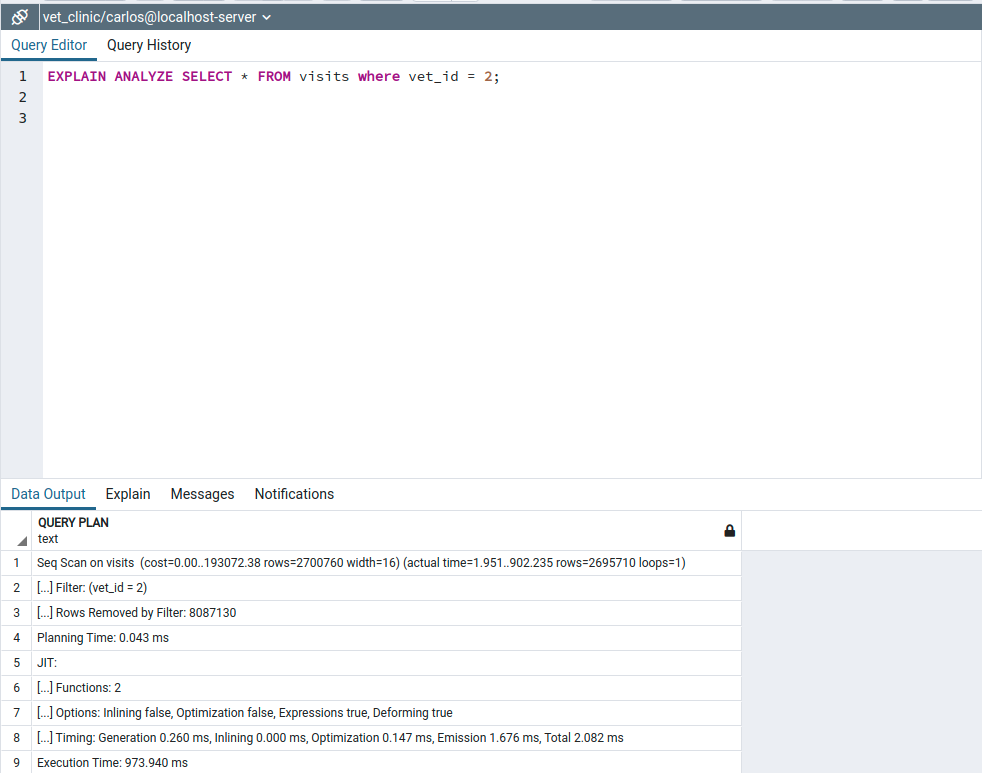 vet_clinic/carlos@localhost-server
Query Editor Query History
1 EXPLAIN ANALYZE SELECT * FROM visits where vet_id = 2;
2
3
Data Output Explain Messages Notifications
QUERY PLAN
text
1 Seq Scan on visits (cost=0.00..193072.38 rows=2700760 width=16) (actual time=1.951..902.235 rows=2695710 loops=1)
2 [...] Filter: (vet_id = 2)
3 [...] Rows Removed by Filter: 8087130
4 Planning Time: 0.043 ms
5 JIT:
6 [...] Functions: 2
7 [...] Options: Inlining false, Optimization false, Expressions true, Deforming true
8 [...] Timing: Generation 0.260 ms, Inlining 0.000 ms, Optimization 0.147 ms, Emission 1.676 ms, Total 2.082 ms
9 Execution Time: 973.940 ms